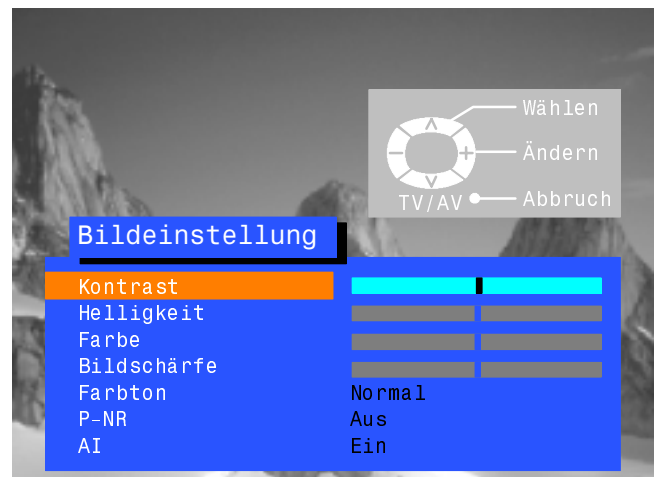 Wählen
Ändern
TV/AV Abbruch
Bildeinstellung
Kontrast
Helligkeit
Farbe
Bildschärfe
Farbton Normal
P-NR Aus
AI Ein